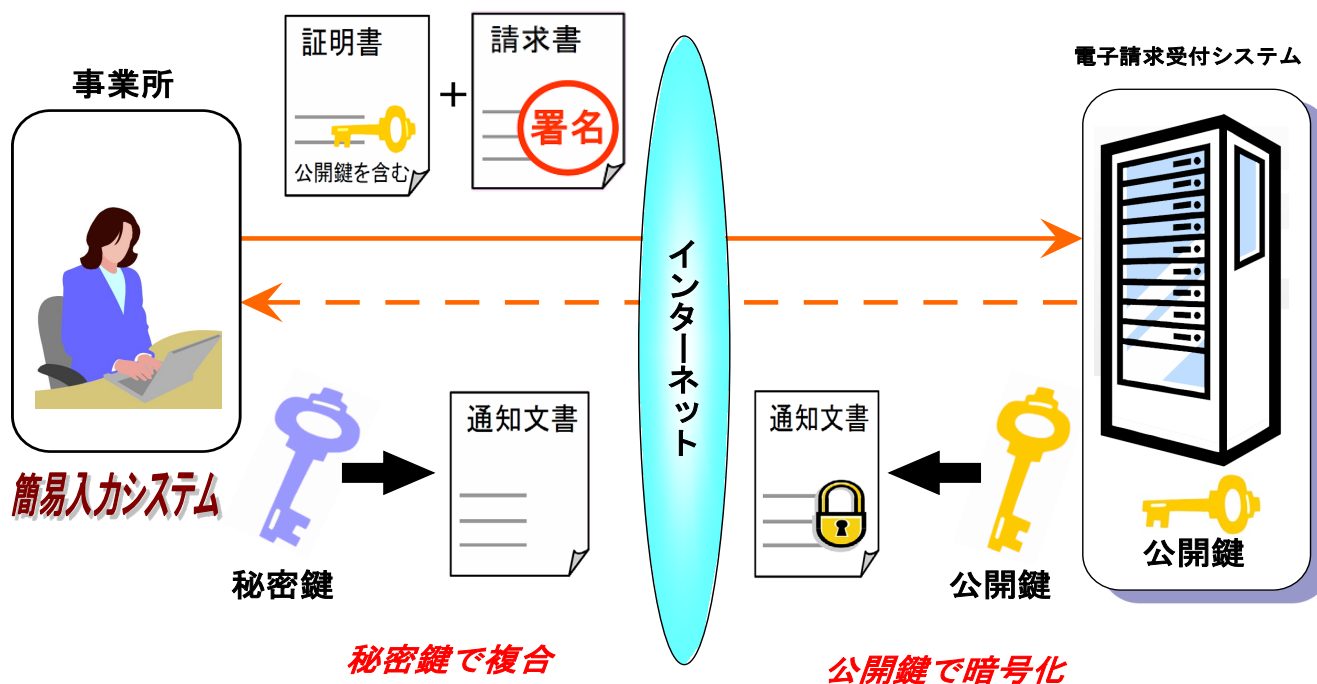 証明書
公開鍵を含む
+
請求書
署名
電子請求受付システム
事業所
インターネット
簡易入力システム
通知文書
通知文書
秘密鍵
公開鍵
公開鍵
秘密鍵で複合
公開鍵で暗号化